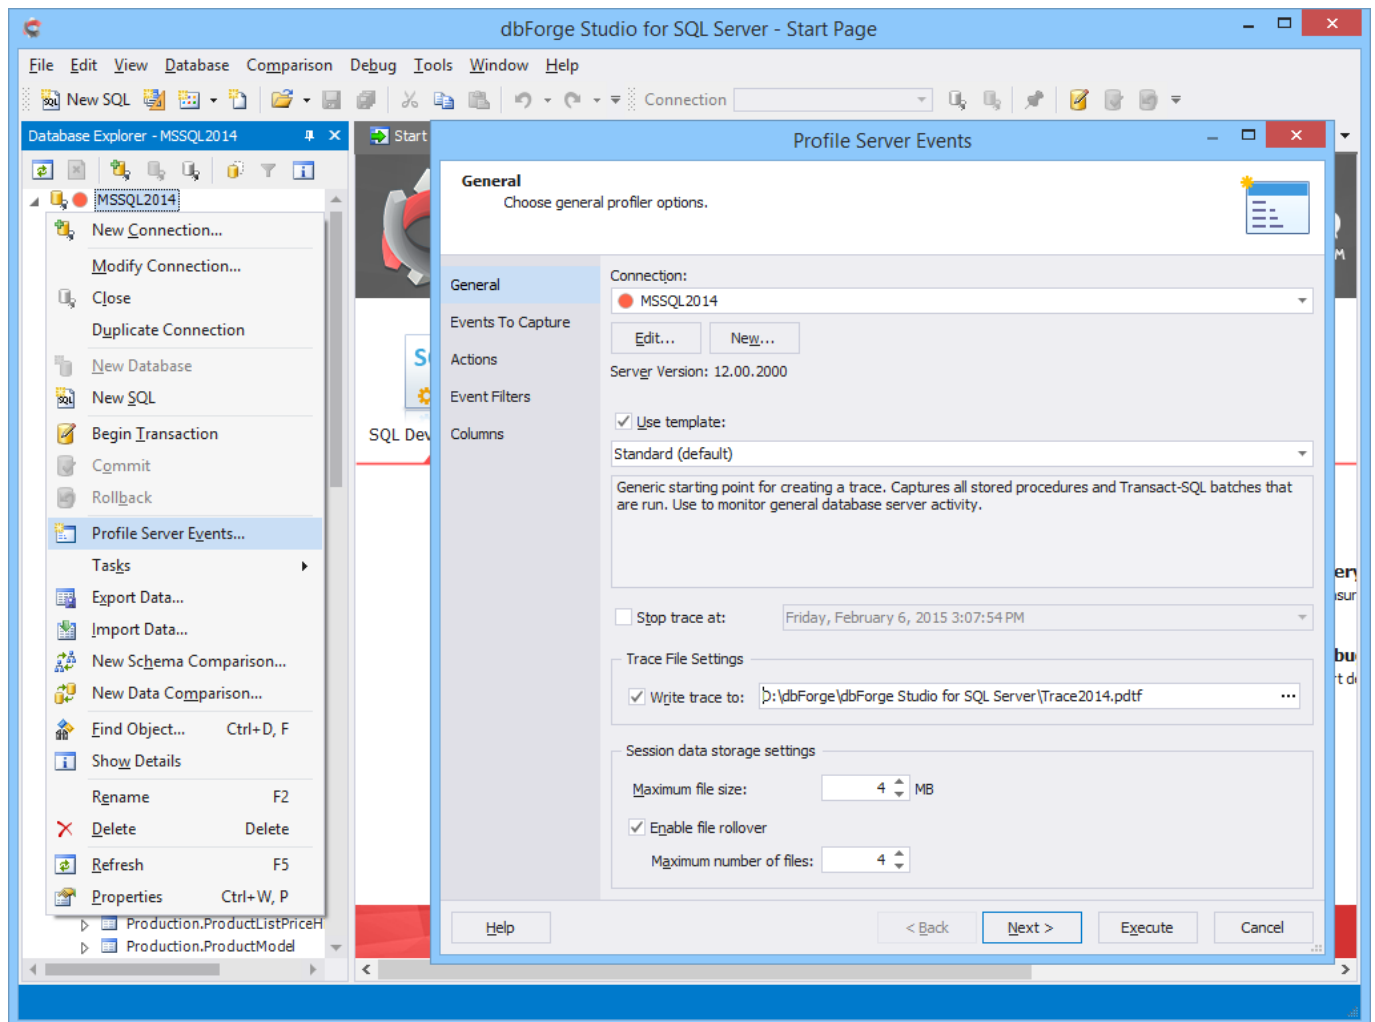 dbForge Studio for SQL Server - Start Page
File Edit View Database Comparison Debug Tools Window Help
New SQL
Connection
Database Explorer - MSSQL2014
Start
MSSQL2014
New Connection...
Modify Connection...
Close
Duplicate Connection
New Database
New SQL
Begin Transaction
Commit
Rollback
Profile Server Events...
Tasks
Export Data...
Import Data...
New Schema Comparison...
New Data Comparison...
Find Object... Ctrl+D, F
Show Details
Rename F2
Delete Delete
Refresh F5
Properties Ctrl+W, P
Production.ProductListPriceH
Production.ProductModel
SQL Dev
Profile Server Events
General
Choose general profiler options.
General
Events To Capture
Actions
Event Filters
Columns
Connection:
MSSQL2014
Edit... New...
Server Version: 12.00.2000
Use template:
Standard (default)
Generic starting point for creating a trace. Captures all stored procedures and Transact-SQL batches that
are run. Use to monitor general database server activity.
Stop trace at: Friday, February 6, 2015 3:07:54 PM
Trace File Settings
Write trace to: D:\dbForge\dbForge Studio for SQL Server\Trace2014.pdtf ...
Session data storage settings
Maximum file size: 4 MB
Enable file rollover
Maximum number of files: 4
Help < Back Next > Execute Cancel